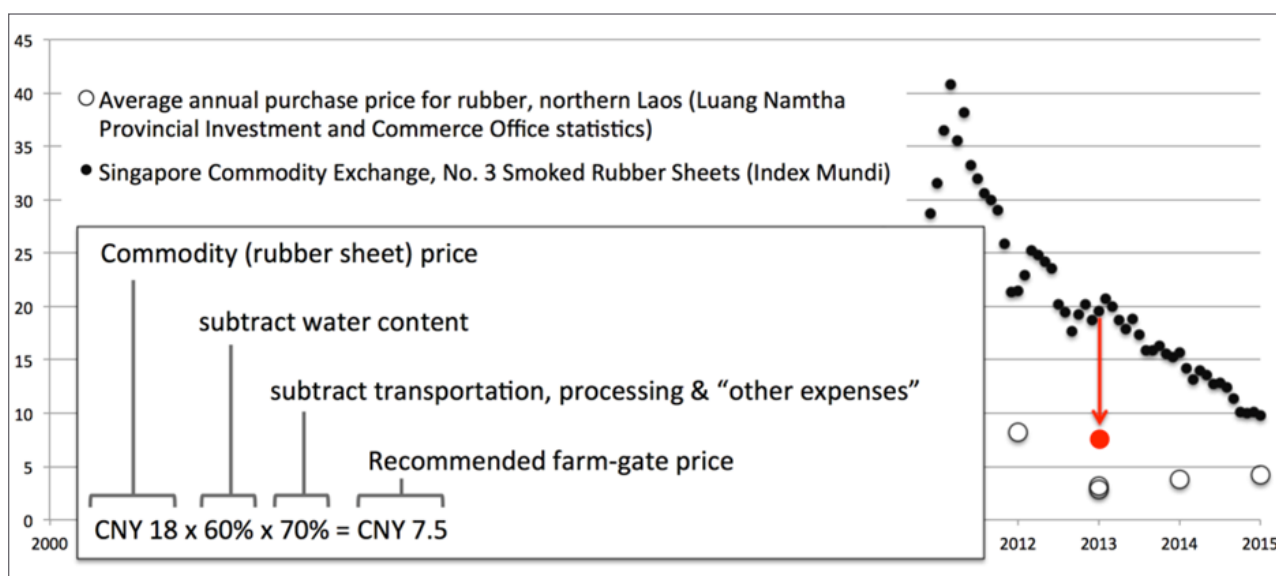 45
40
35
30
25
20
15
10
5
0
○ Average annual purchase price for rubber, northern Laos (Luang Namtha
Provincial Investment and Commerce Office statistics)
● Singapore Commodity Exchange, No. 3 Smoked Rubber Sheets (Index Mundi)
Commodity (rubber sheet) price
subtract water content
subtract transportation, processing & “other expenses”
Recommended farm-gate price
CNY 18 x 60% x 70% = CNY 7.5
2000
2012
2013
2014
2015